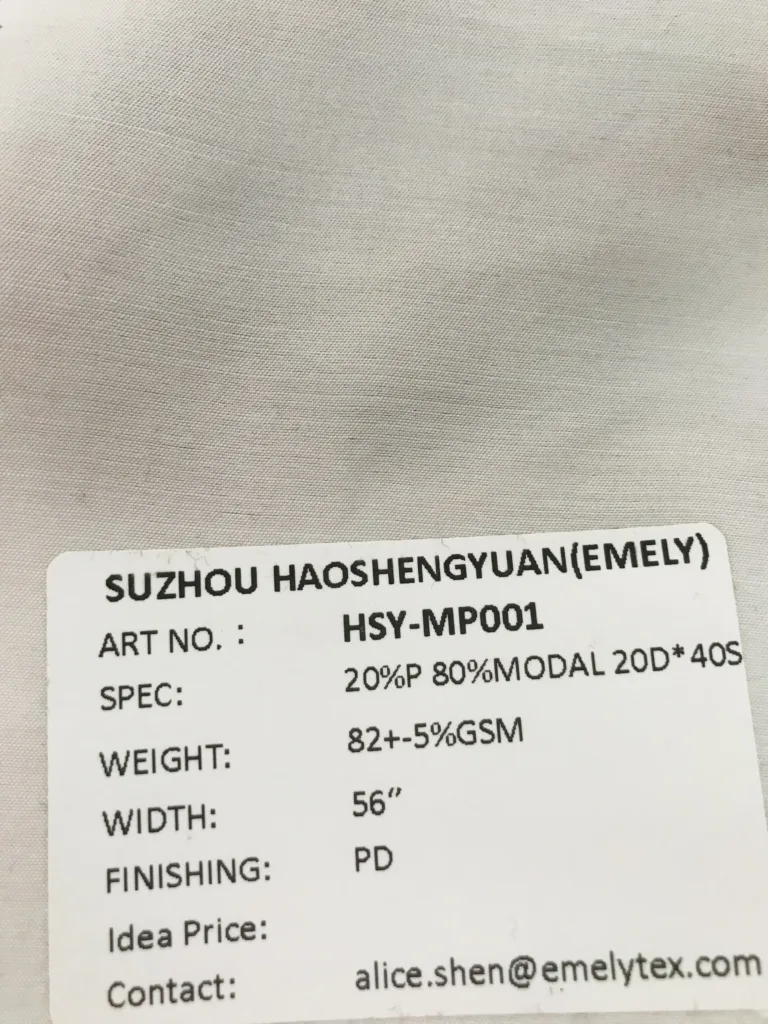 SUZHOU HAOSHENGYUAN(EMELY)
ART NO. : HSY-MP001
SPEC: 20%P 80%MODAL 20D*40S
WEIGHT: 82+-5%GSM
WIDTH: 56″
FINISHING: PD
Idea Price:
Contact: alice.shen@emelytex.com